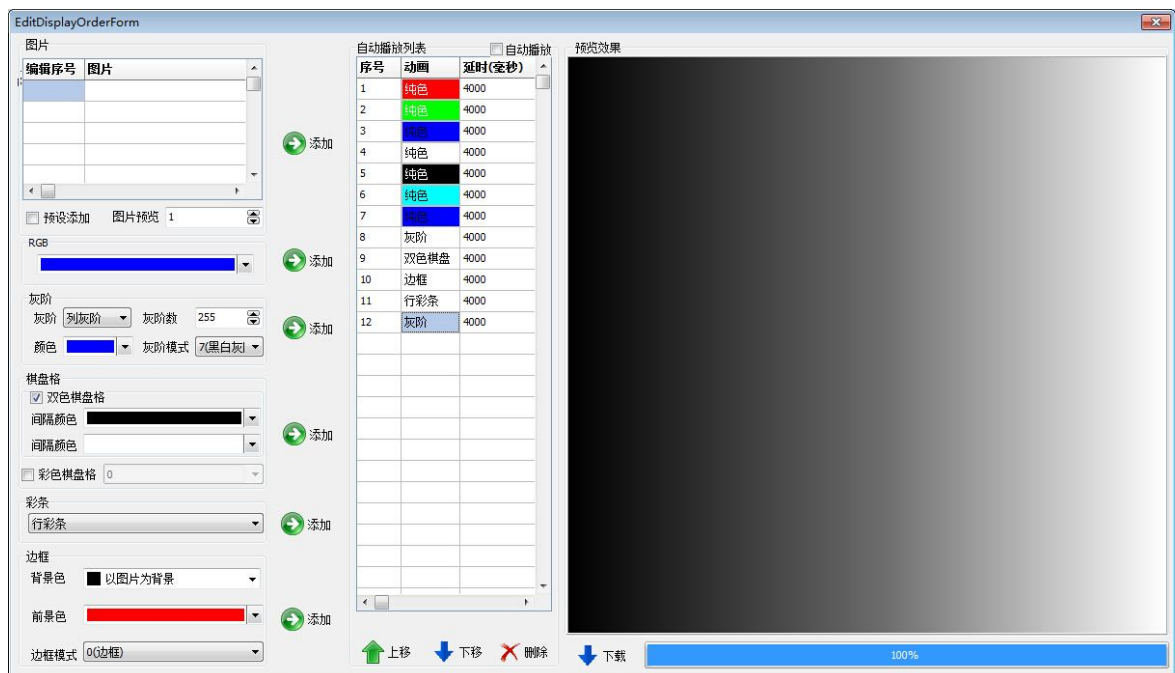 EditDisplayOrderForm
图片
编辑序号 图片
添加
预设添加 图片预览 1
RGB
添加
灰阶
灰阶 列灰阶 灰阶数 255
颜色 灰阶模式 7(黑白灰
添加
棋盘格
双色棋盘格
间隔颜色
间隔颜色
添加
彩色棋盘格 0
彩条
行彩条
添加
边框
背景色 以图片为背景
前景色
添加
边框模式 0(边框)
自动播放列表 自动播放
序号 动画 延时(毫秒)
1 纯色 4000
2 纯色 4000
3 纯色 4000
4 纯色 4000
5 纯色 4000
6 纯色 4000
7 纯色 4000
8 灰阶 4000
9 双色棋盘 4000
10 边框 4000
11 行彩条 4000
12 灰阶 4000
上移 下移 删除
预览效果
下载 100%